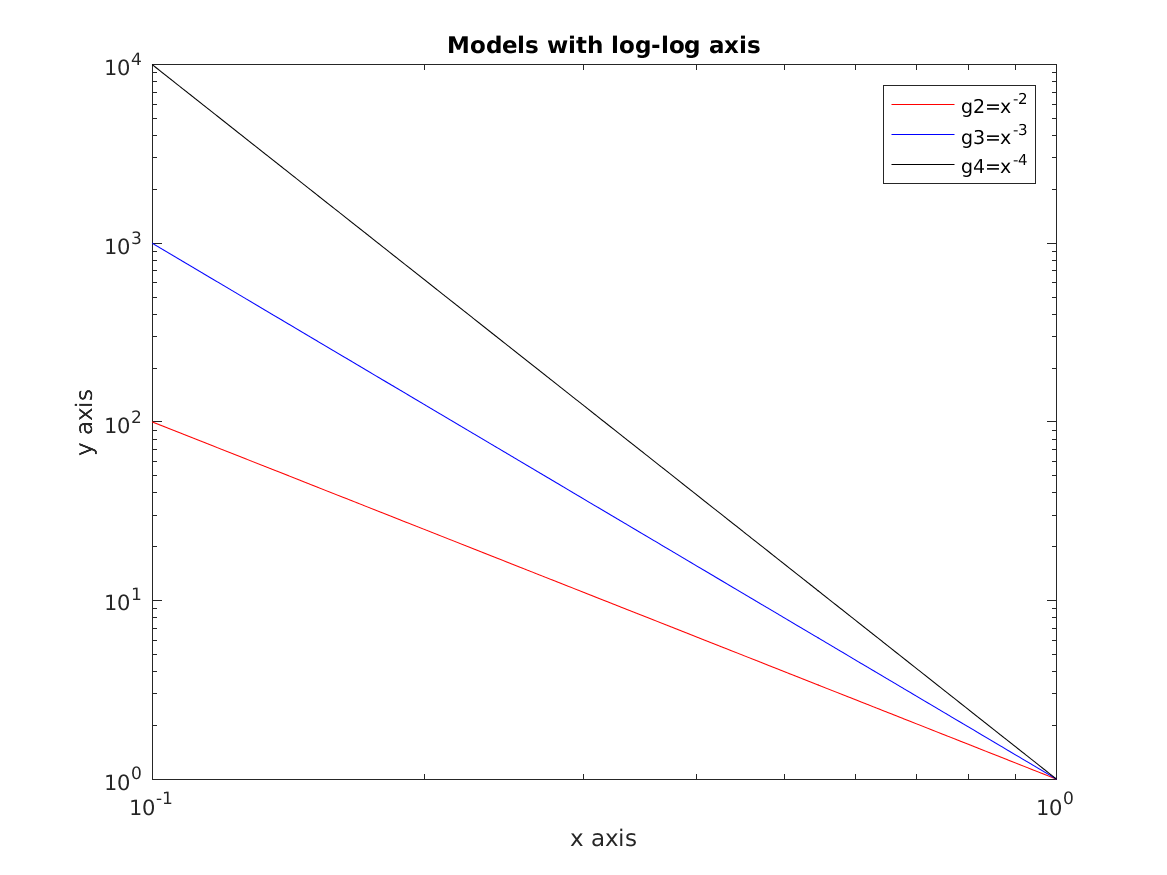 Models with log-log axis
10^4
10^3
10^2
10^1
10^0
y axis
g2=x^-2
g3=x^-3
g4=x^-4
10^-1
10^0
x axis